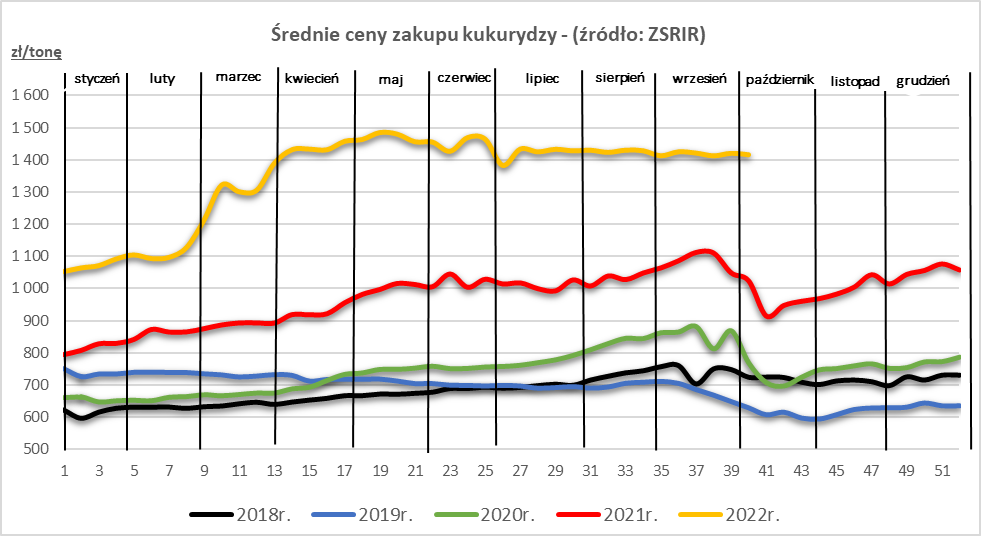 Średnie ceny zakupu kukurydzy - (źródło: ZSRIR)
zł/tonę
styczeń luty marzec kwiecień maj czerwiec lipiec sierpień wrzesień październik listopad grudzień
1 600
1 500
1 400
1 300
1 200
1 100
1 000
900
800
700
600
500
1 3 5 7 9 11 13 15 17 19 21 23 25 27 29 31 33 35 37 39 41 43 45 47 49 51
2018r. 2019r. 2020r. 2021r. 2022r.